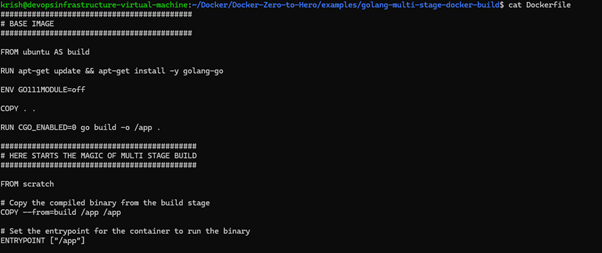 krish@devopsinfrastructure-virtual-machine:~/Docker/Docker-Zero-to-Hero/examples/golang-multi-stage-docker-build$ cat Dockerfile
###########################################
# BASE IMAGE
###########################################
FROM ubuntu AS build
RUN apt-get update && apt-get install -y golang-go
ENV GO111MODULE=off
COPY . .
RUN CGO_ENABLED=0 go build -o /app .
############################################
# HERE STARTS THE MAGIC OF MULTI STAGE BUILD
############################################
FROM scratch
# Copy the compiled binary from the build stage
COPY --from=build /app /app
# Set the entrypoint for the container to run the binary
ENTRYPOINT ["/app"]